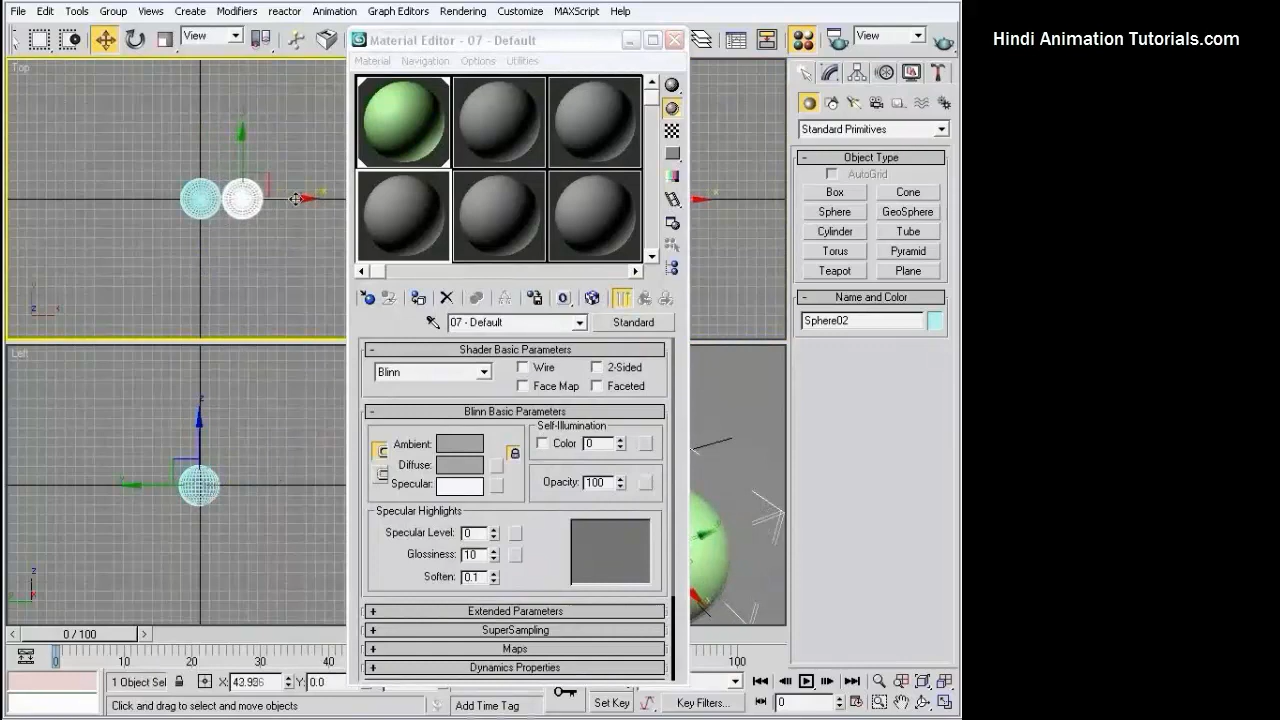 File Edit Tools Group Views Create Modifiers reactor Animation Graph Editors Rendering Customize MAXScript Help
Hindi Animation Tutorials.com
View
Material Editor - 07 - Default
View
Material Navigation Options Utilities
Top
Standard Primitives
- Object Type
AutoGrid
Box Cone
Sphere GeoSphere
Cylinder Tube
Torus Pyramid
Teapot Plane
- Name and Color
Sphere02
07 - Default Standard
Left
- Shader Basic Parameters
Blinn Wire 2-Sided
Face Map Faceted
- Blinn Basic Parameters
Self-Illumination
Ambient: Color 0
Diffuse:
Specular: Opacity: 100
Specular Highlights
Specular Level: 0
Glossiness: 10
Soften: 0.1
+ Extended Parameters
+ SuperSampling
+ Maps
+ Dynamics Properties
< 0 / 100 >
0 10 20 30 40 100
1 Object Sel X: 43.936 Y: 0.0
Click and drag to select and move objects Add Time Tag Set Key Key Filters... 0